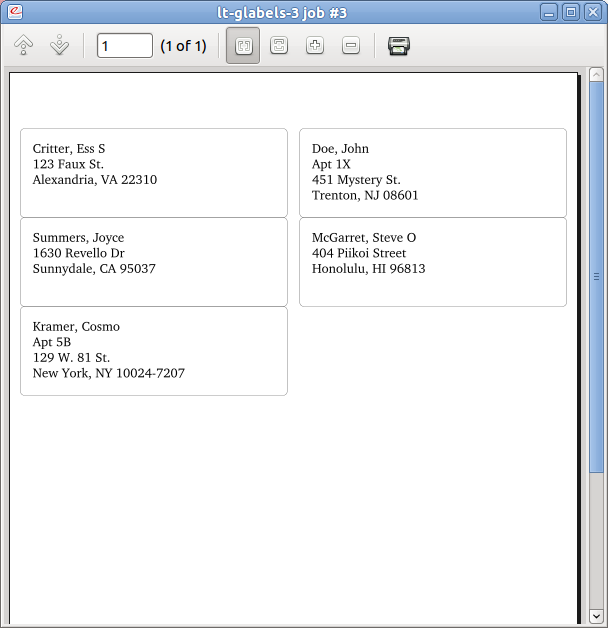 lt-glabels-3 job #3
1 (1 of 1)
Critter, Ess S
123 Faux St.
Alexandria, VA 22310
Doe, John
Apt 1X
451 Mystery St.
Trenton, NJ 08601
Summers, Joyce
1630 Revello Dr
Sunnydale, CA 95037
McGarret, Steve O
404 Piikoi Street
Honolulu, HI 96813
Kramer, Cosmo
Apt 5B
129 W. 81 St.
New York, NY 10024-7207